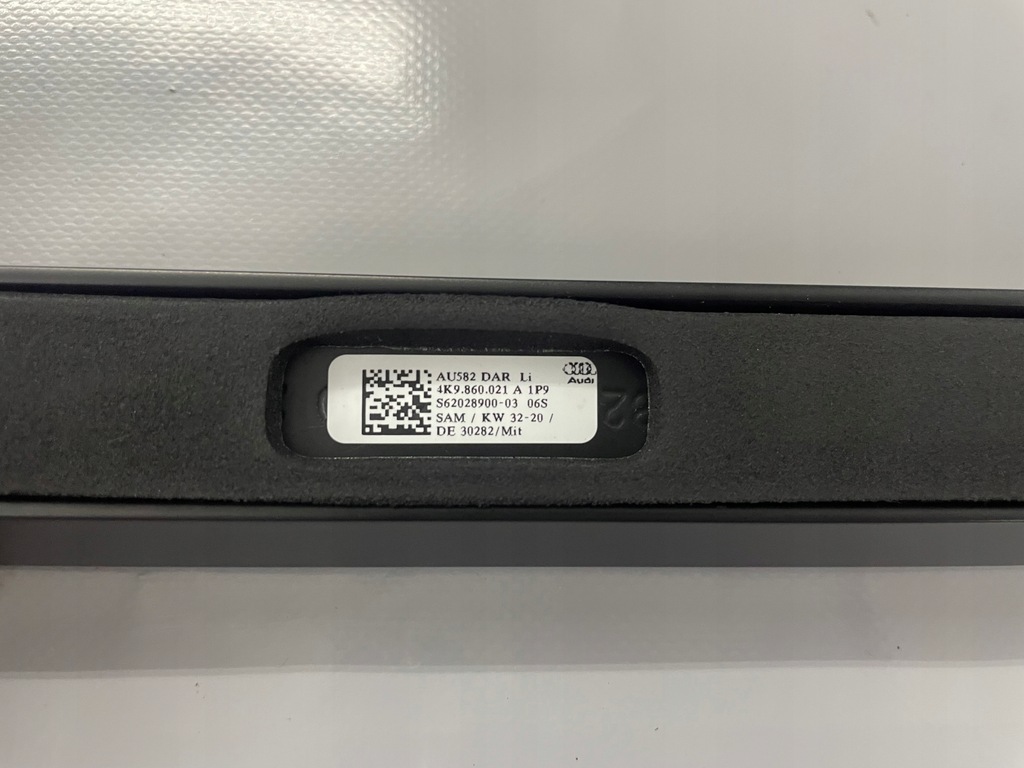 AU582 DAR Li
4K9.860.021 A 1P9
S62028900-03 06S
SAM / KW 32-20 /
DE 30282/Mit
Audi